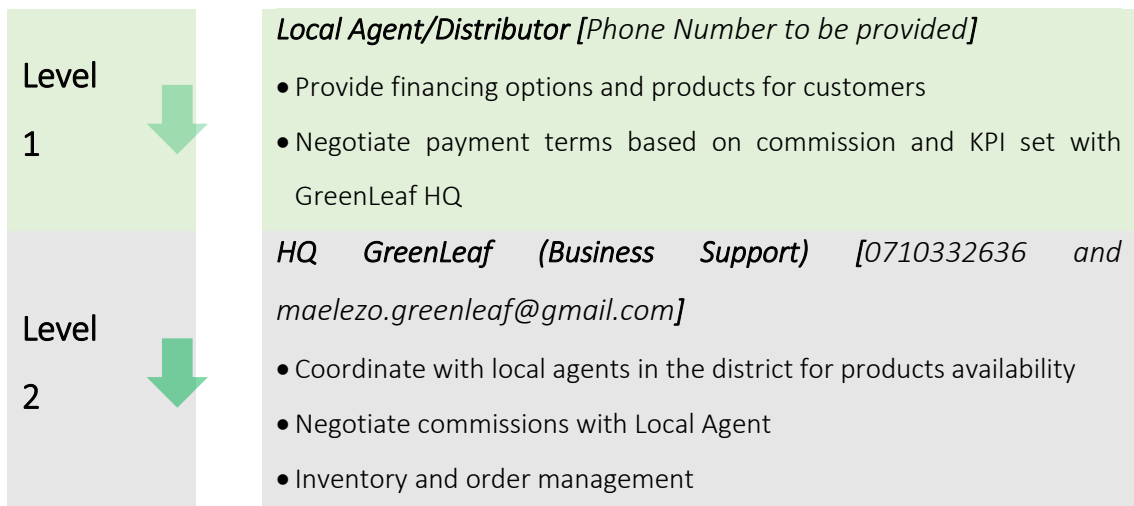 Level
1
Local Agent/Distributor [Phone Number to be provided]
• Provide financing options and products for customers
• Negotiate payment terms based on commission and KPI set with
GreenLeaf HQ
Level
2
HQ GreenLeaf (Business Support) [0710332636 and
maelezo.greenleaf@gmail.com]
• Coordinate with local agents in the district for products availability
• Negotiate commissions with Local Agent
• Inventory and order management